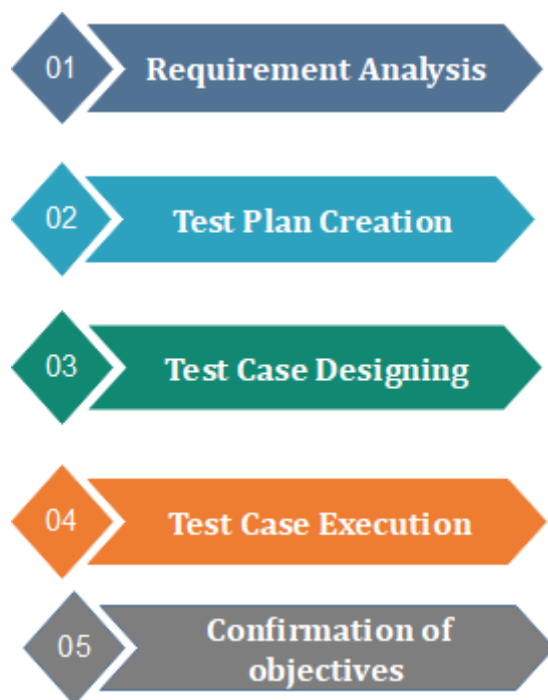 01 Requirement Analysis
02 Test Plan Creation
03 Test Case Designing
04 Test Case Execution
05 Confirmation of
objectives